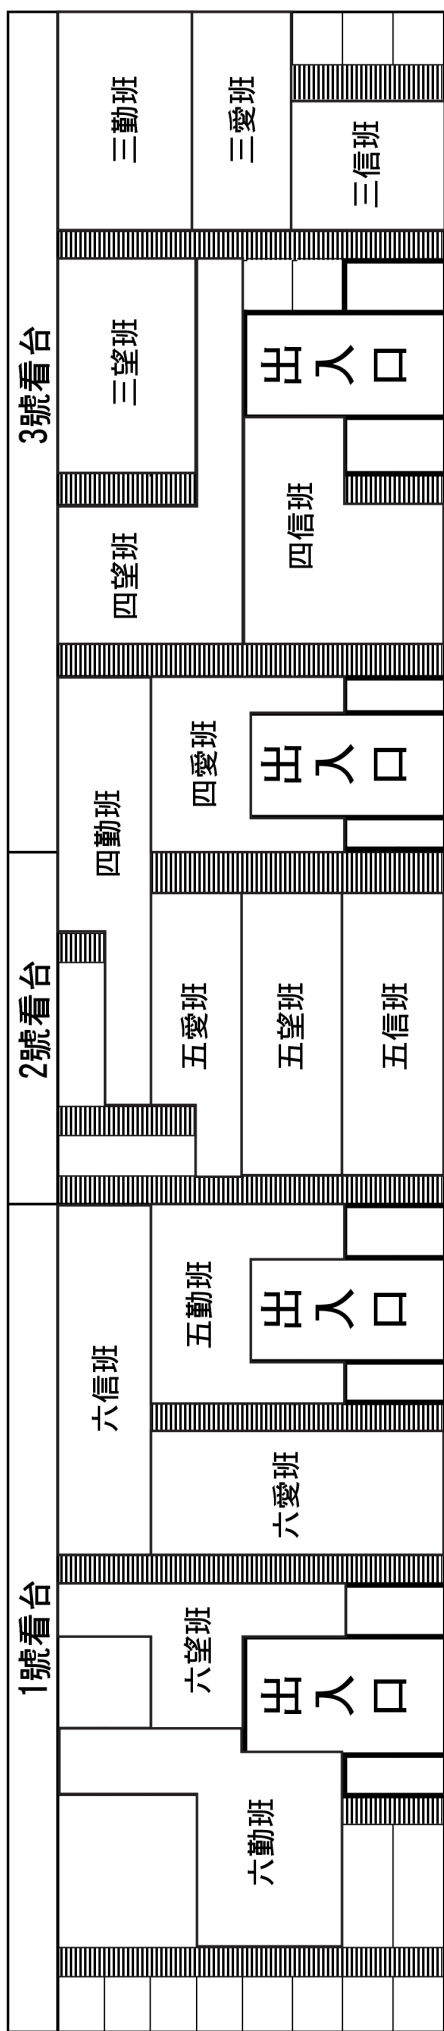 3號看台
三勤班
三愛班
三信班
三望班
出入口
四望班
四信班
四愛班
出入口
四勤班
2號看台
五愛班
五望班
五信班
1號看台
六信班
五勤班
出入口
六愛班
六望班
出入口
六勤班